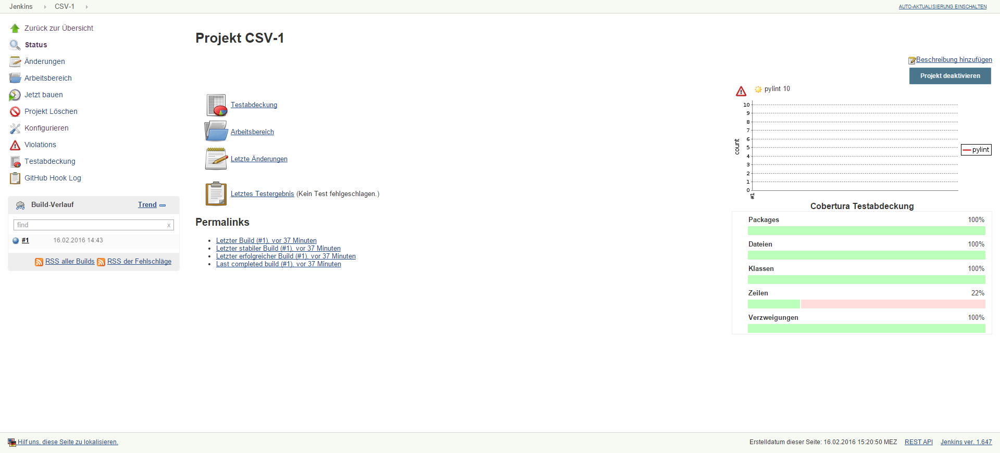 Jenkins CSV-1 AUTO-AKTUALISIERUNG EINSCHALTEN
Zurück zur Übersicht
Status
Änderungen
Arbeitsbereich
Jetzt bauen
Projekt Löschen
Konfigurieren
Violations
Testabdeckung
GitHub Hook Log
Build-Verlauf Trend
find x
#1 16.02.2016 14:43
RSS aller Builds RSS der Fehlschläge
Projekt CSV-1
Beschreibung hinzufügen
Projekt deaktivieren
Testabdeckung
Arbeitsbereich
Letzte Änderungen
Letztes Testergebnis (Kein Test fehlgeschlagen.)
Permalinks
Letzter Build (#1), vor 37 Minuten
Letzter stabiler Build (#1), vor 37 Minuten
Letzter erfolgreicher Build (#1), vor 37 Minuten
Last completed build (#1), vor 37 Minuten
pylint 10
10
9
8
7
6
5
4
3
2
1
0
count
#1
pylint
Cobertura Testabdeckung
Packages 100%
Dateien 100%
Klassen 100%
Zeilen 22%
Verzweigungen 100%
Hilf uns, diese Seite zu lokalisieren. Erstelldatum dieser Seite: 16.02.2016 15:20:50 MEZ REST API Jenkins ver. 1.647